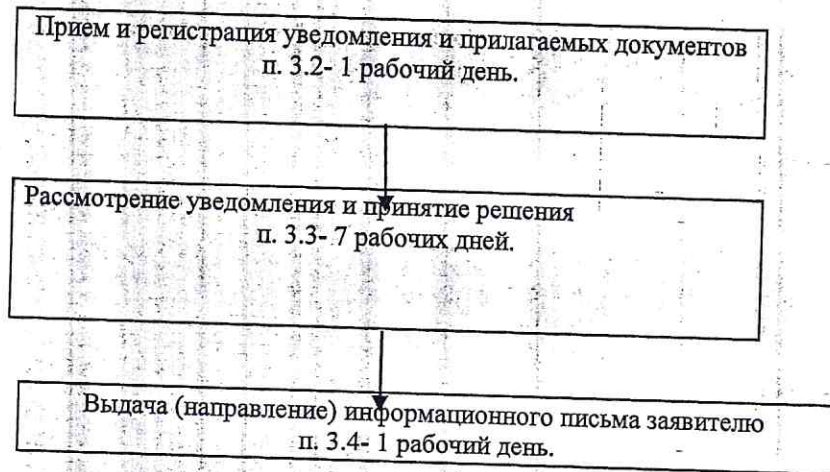 Прием и регистрация уведомления и прилагаемых документов
п. 3.2- 1 рабочий день.
Рассмотрение уведомления и принятие решения
п. 3.3- 7 рабочих дней.
Выдача (направление) информационного письма заявителю
п. 3.4- 1 рабочий день.